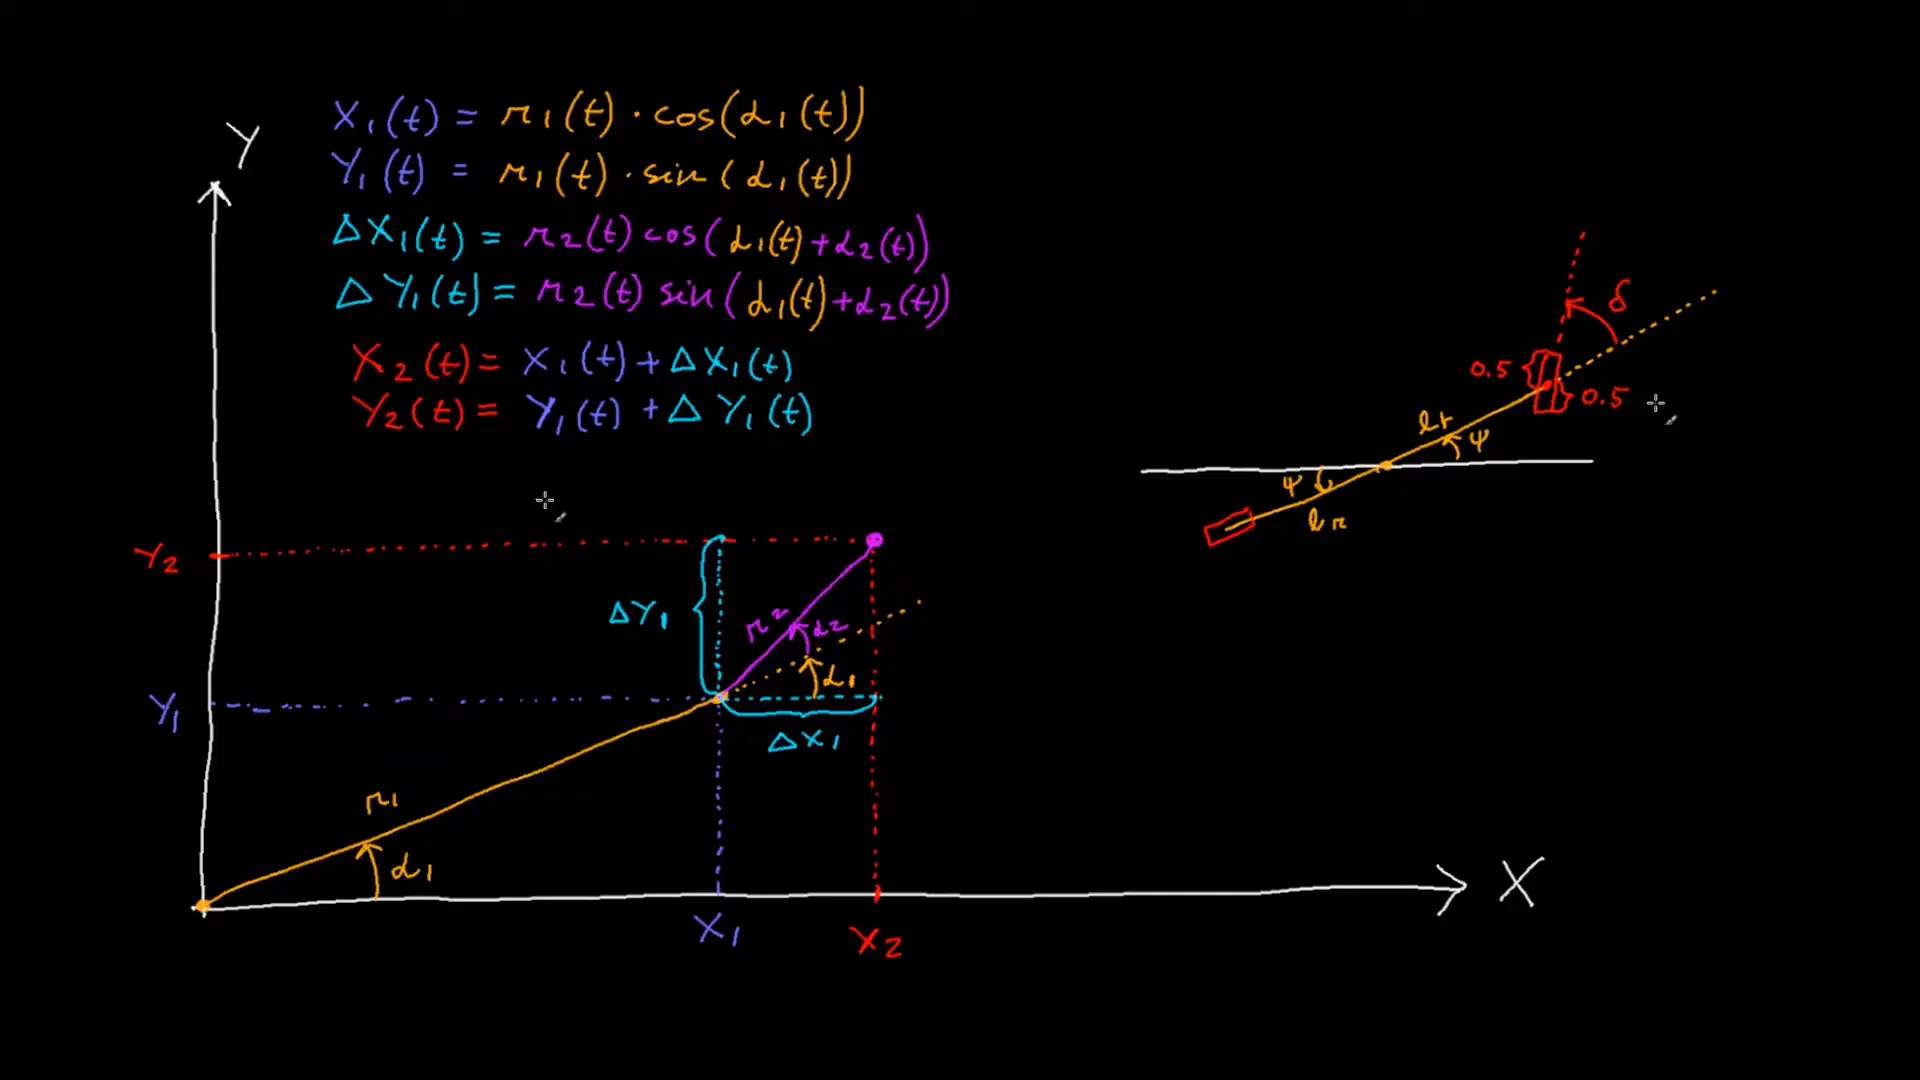 X₁(t) = r₁(t) · cos(α₁(t))
Y₁(t) = r₁(t) · sin(α₁(t))
ΔX₁(t) = r₂(t) cos(α₁(t)+α₂(t))
ΔY₁(t) = r₂(t) sin(α₁(t)+α₂(t))
X₂(t) = X₁(t)+ΔX₁(t)
Y₂(t) = Y₁(t)+ΔY₁(t)
Y
Y₂
Y₁
ΔY₁
r₂
α₂
α₁
ΔX₁
r₁
α₁
X₁
X₂
X
δ
0.5
0.5
lf
ψ
ψ
lr